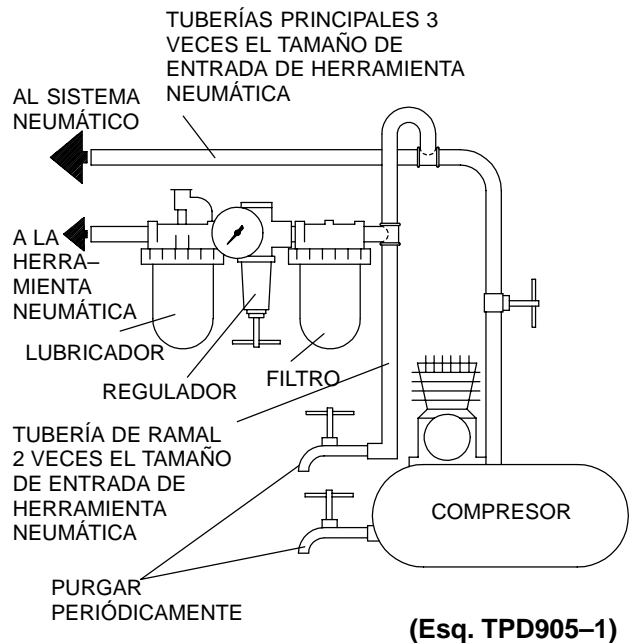 TUBERÍAS PRINCIPALES 3
VECES EL TAMAÑO DE
ENTRADA DE HERRAMIENTA
NEUMÁTICA
AL SISTEMA
NEUMÁTICO
A LA
HERRA–
MIENTA
NEUMÁTICA
LUBRICADOR
REGULADOR
FILTRO
TUBERÍA DE RAMAL
2 VECES EL TAMAÑO
DE ENTRADA DE
HERRAMIENTA
NEUMÁTICA
COMPRESOR
PURGAR
PERIÓDICAMENTE
(Esq. TPD905–1)